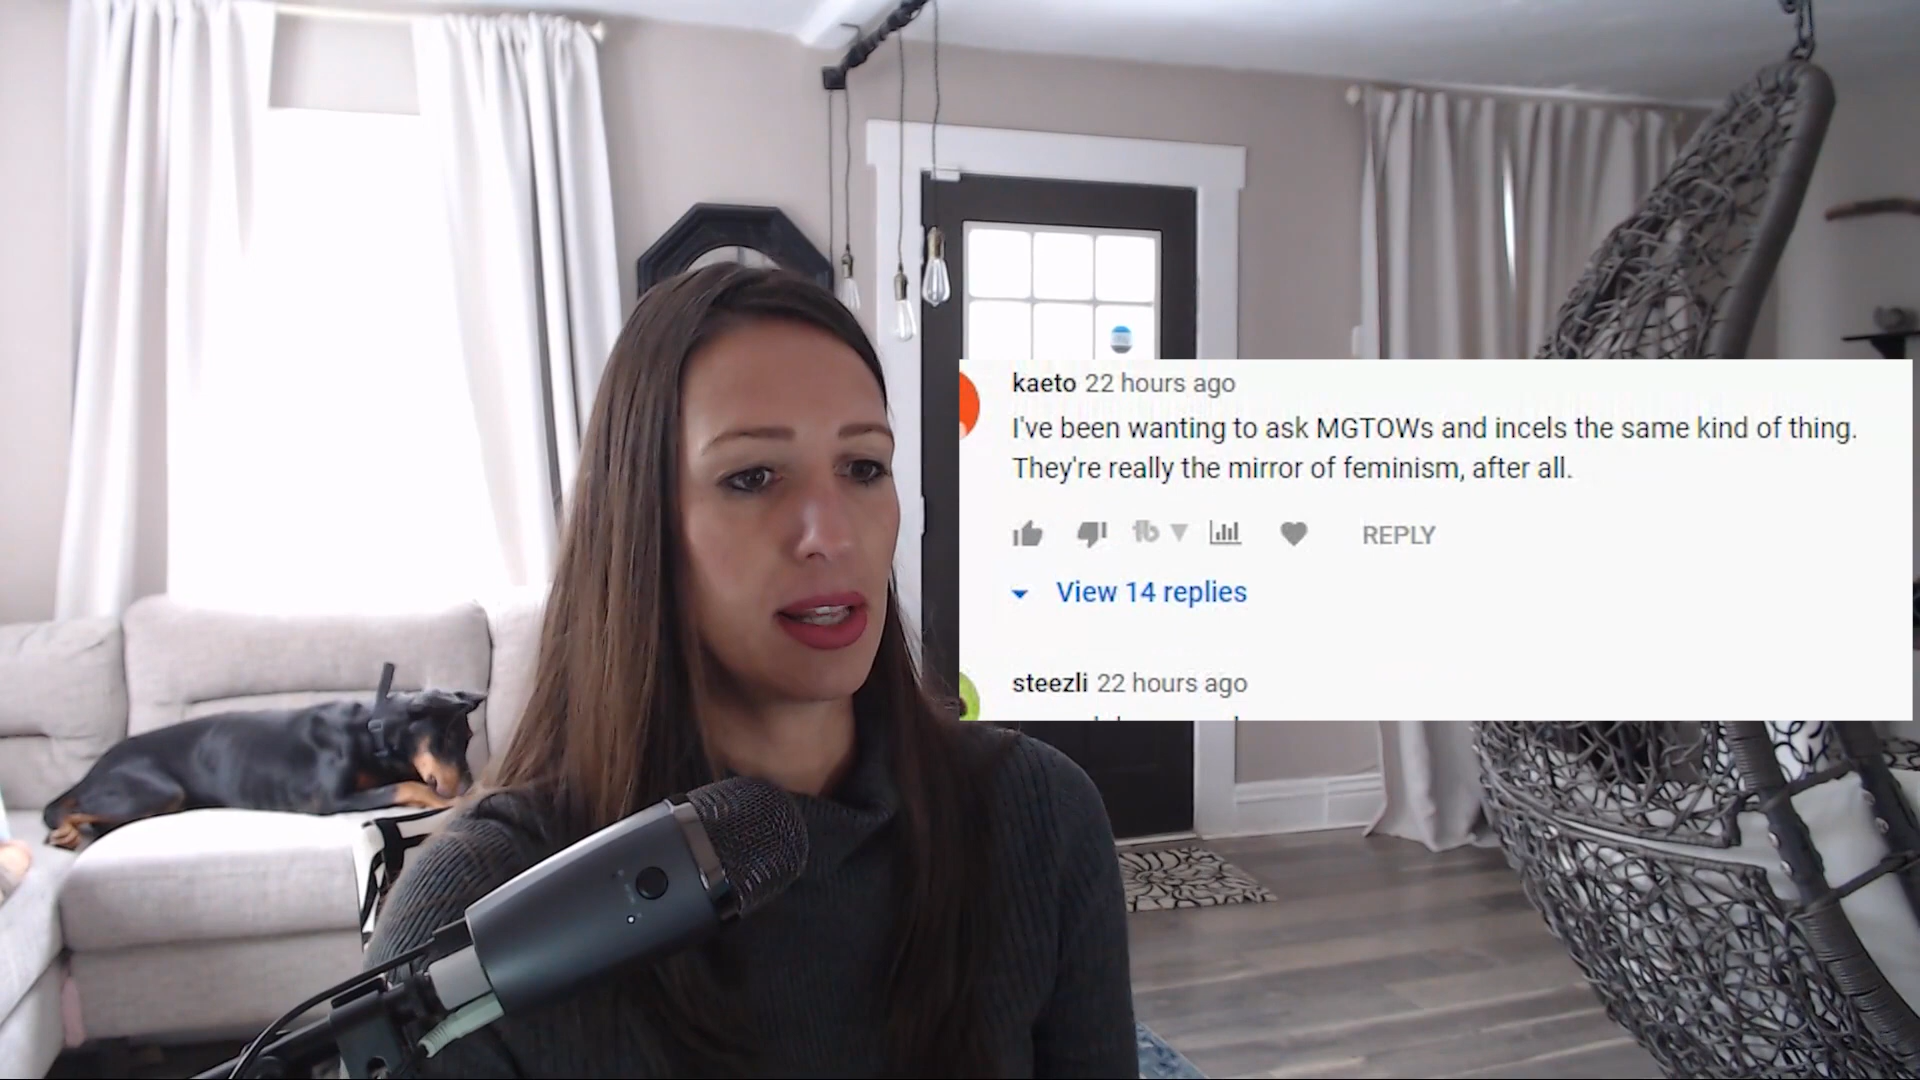 kaeto 22 hours ago
I've been wanting to ask MGTOWs and incels the same kind of thing.
They're really the mirror of feminism, after all.
REPLY
View 14 replies
steezli 22 hours ago